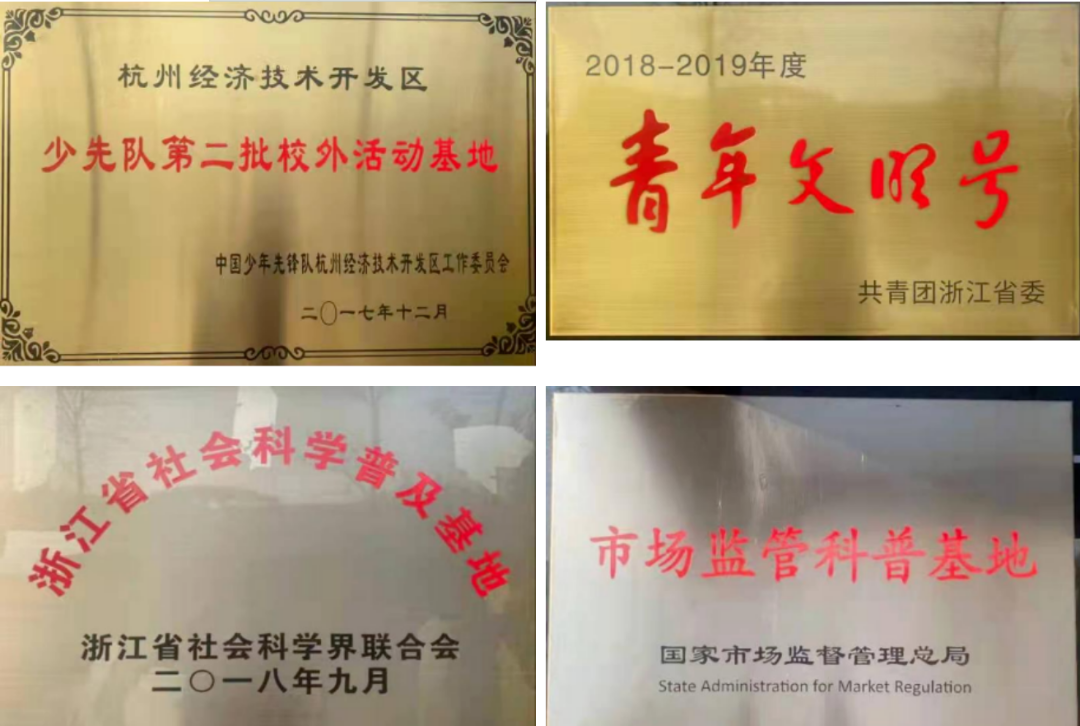 杭州经济技术开发区
少先队第二批校外活动基地
中国少年先锋队杭州经济技术开发区工作委员会
二〇一七年十二月
2018-2019年度
青年文明号
共青团浙江省委
浙江省社会科学普及基地
浙江省社会科学界联合会
二〇一八年九月
市场监管科普基地
国家市场监督管理总局
State Administration for Market Regulation